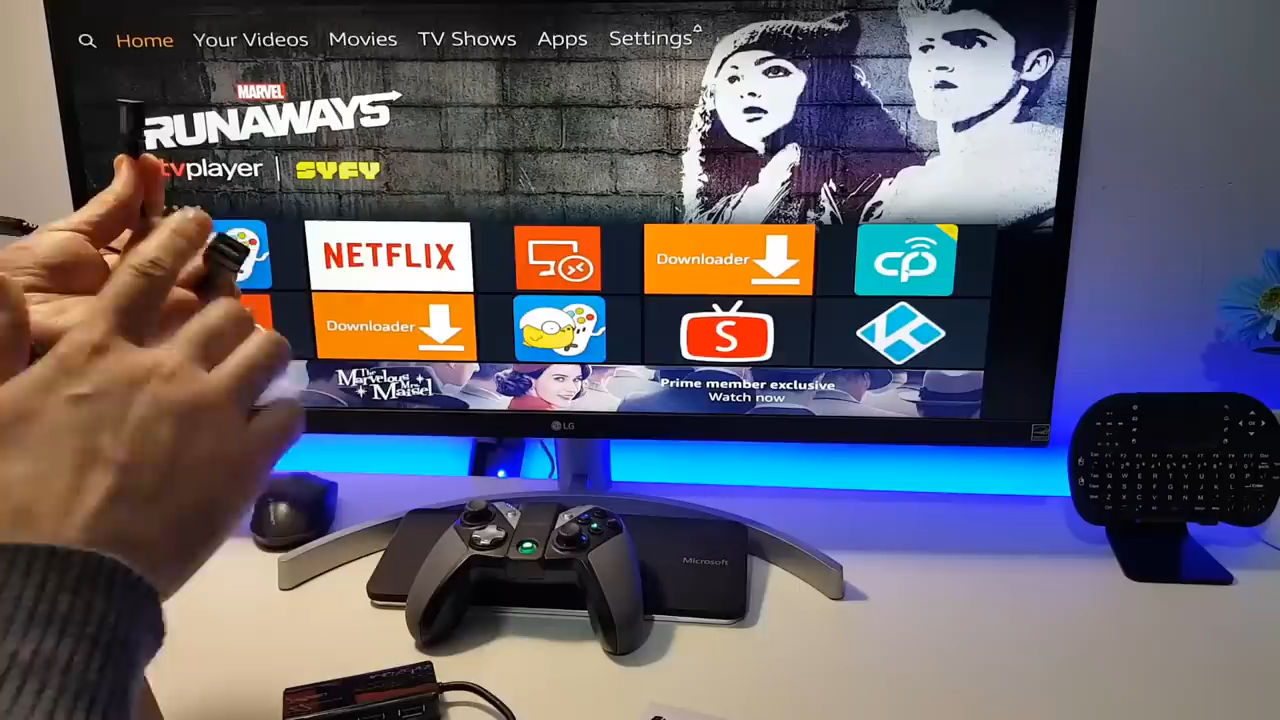 Home Your Videos Movies TV Shows Apps Settings
MARVEL
RUNAWAYS
tvplayer | SYFY
NETFLIX
Downloader
cp
Downloader
S
The Marvelous Mrs. Maisel
Prime member exclusive
Watch now
LG
Microsoft